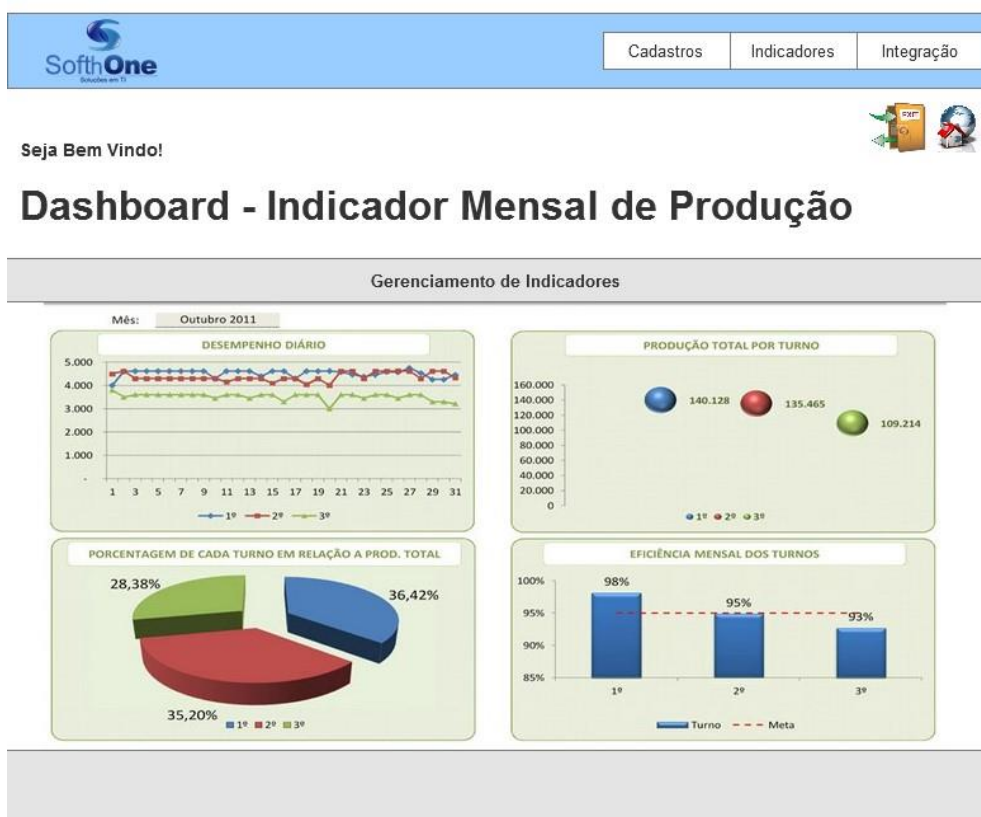 SofthOne
Soluções em TI
Cadastros
Indicadores
Integração
EXIT
Seja Bem Vindo!
Dashboard - Indicador Mensal de Produção
Gerenciamento de Indicadores
Mês: Outubro 2011
DESEMPENHO DIÁRIO
5.000
4.000
3.000
2.000
1.000
-
1 3 5 7 9 11 13 15 17 19 21 23 25 27 29 31
1º 2º 3º
PRODUÇÃO TOTAL POR TURNO
160.000
140.000
120.000
100.000
80.000
60.000
40.000
20.000
0
140.128
135.465
109.214
1º 2º 3º
PORCENTAGEM DE CADA TURNO EM RELAÇÃO A PROD. TOTAL
28,38%
36,42%
35,20%
1º 2º 3º
EFICIÊNCIA MENSAL DOS TURNOS
100%
95%
90%
85%
98%
95%
93%
1º 2º 3º
Turno Meta